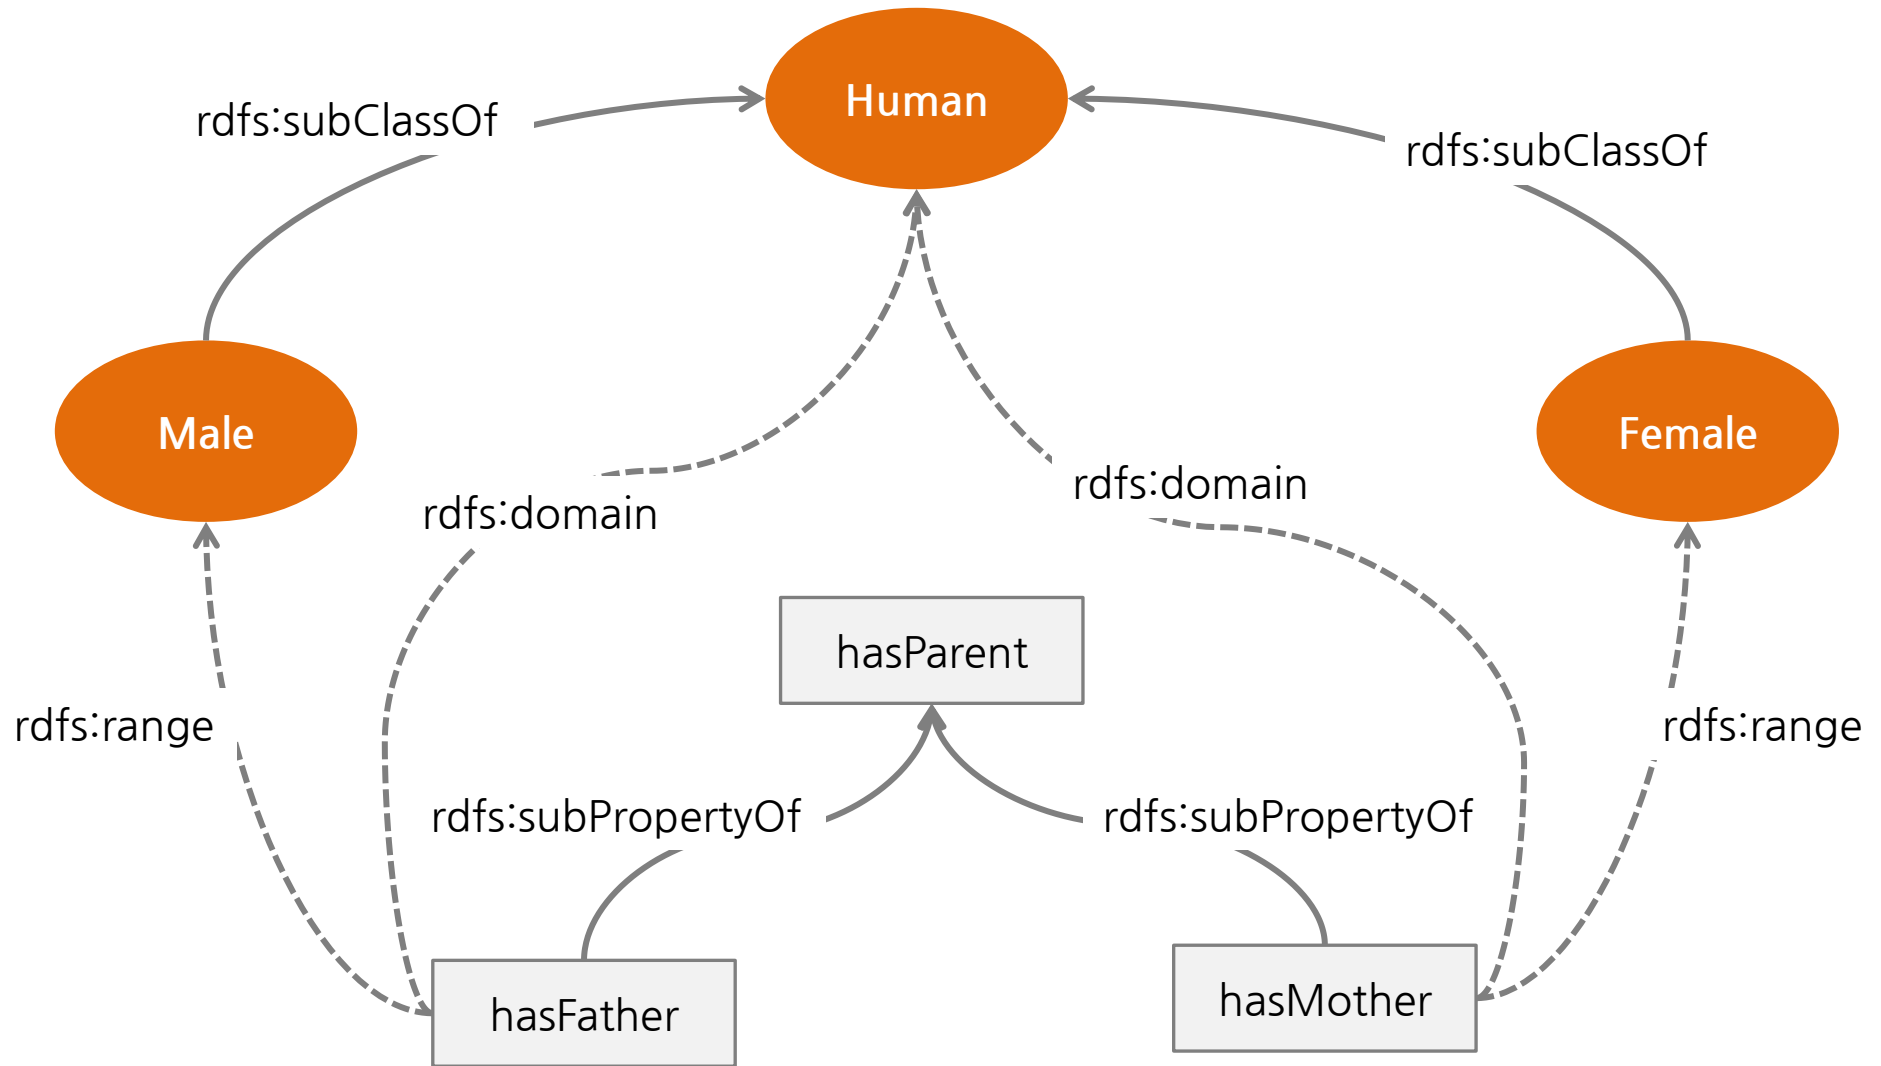 Human
rdfs:subClassOf
rdfs:subClassOf
Male
Female
rdfs:domain
rdfs:domain
hasParent
rdfs:range
rdfs:range
rdfs:subPropertyOf
rdfs:subPropertyOf
hasFather
hasMother